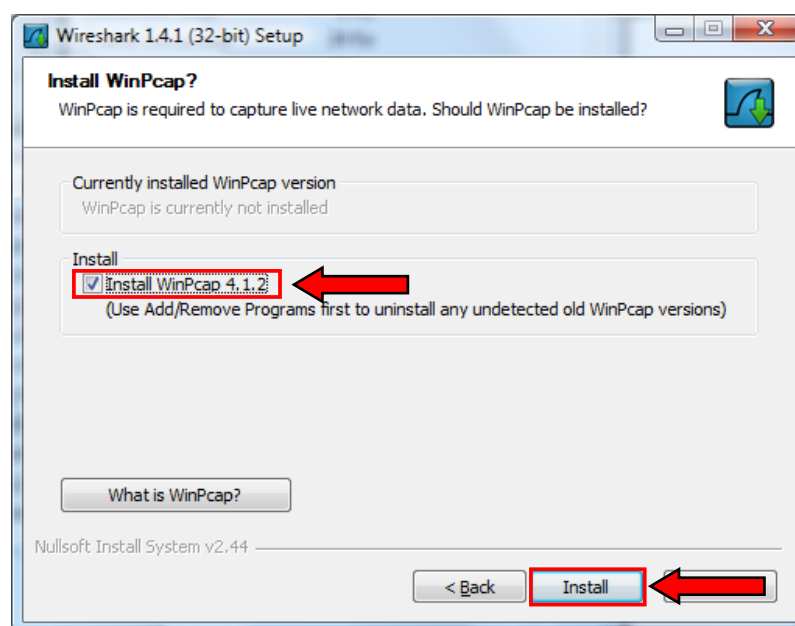 Wireshark 1.4.1 (32-bit) Setup
Install WinPcap?
WinPcap is required to capture live network data. Should WinPcap be installed?
Currently installed WinPcap version
WinPcap is currently not installed
Install
Install WinPcap 4.1.2
(Use Add/Remove Programs first to uninstall any undetected old WinPcap versions)
What is WinPcap?
Nullsoft Install System v2.44
< Back
Install